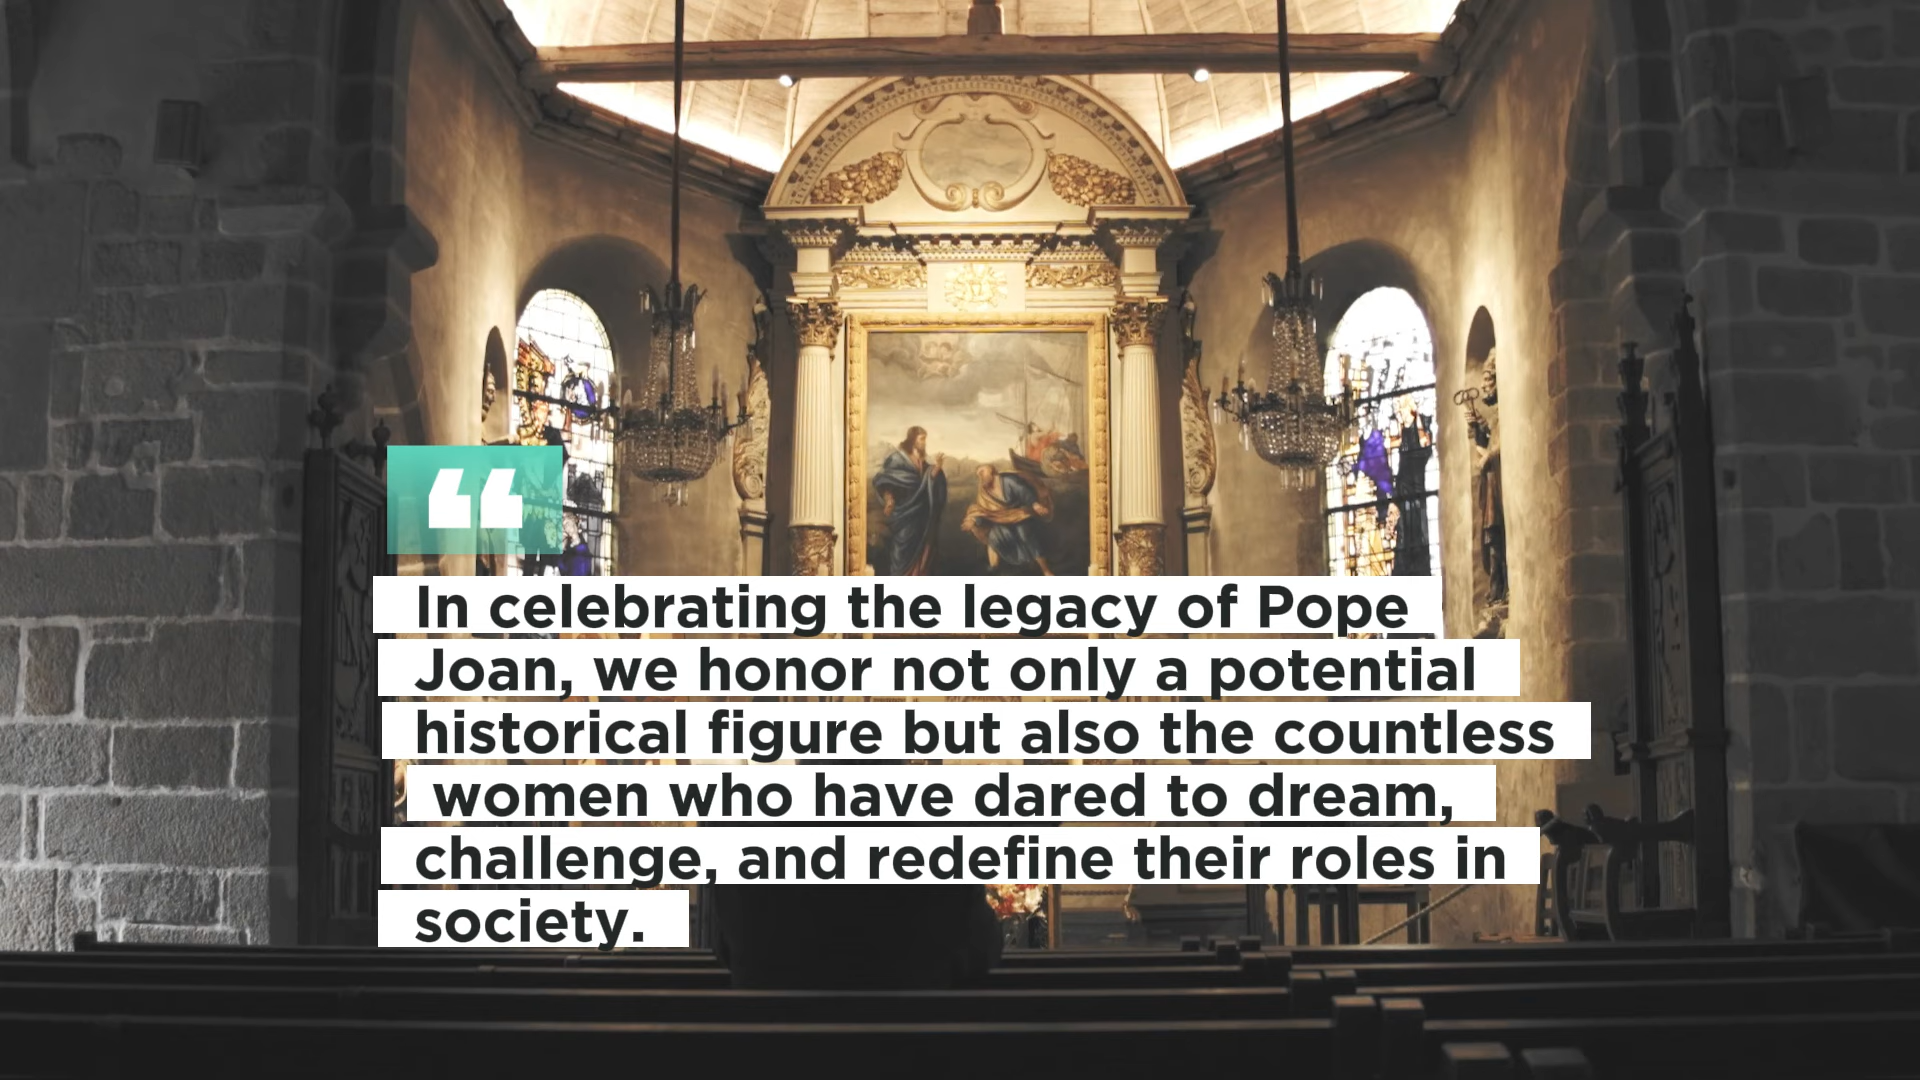 “
In celebrating the legacy of Pope
Joan, we honor not only a potential
historical figure but also the countless
women who have dared to dream,
challenge, and redefine their roles in
society.